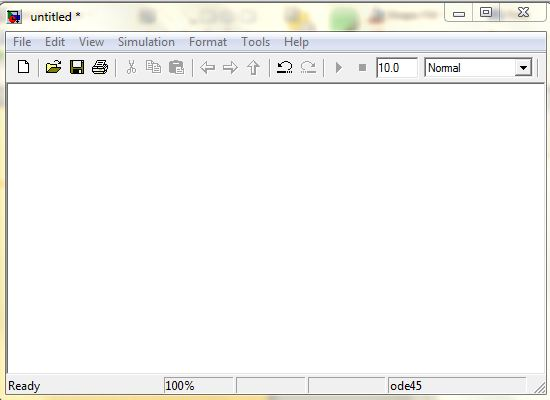 untitled *
File Edit View Simulation Format Tools Help
10.0 Normal
Ready 100% ode45